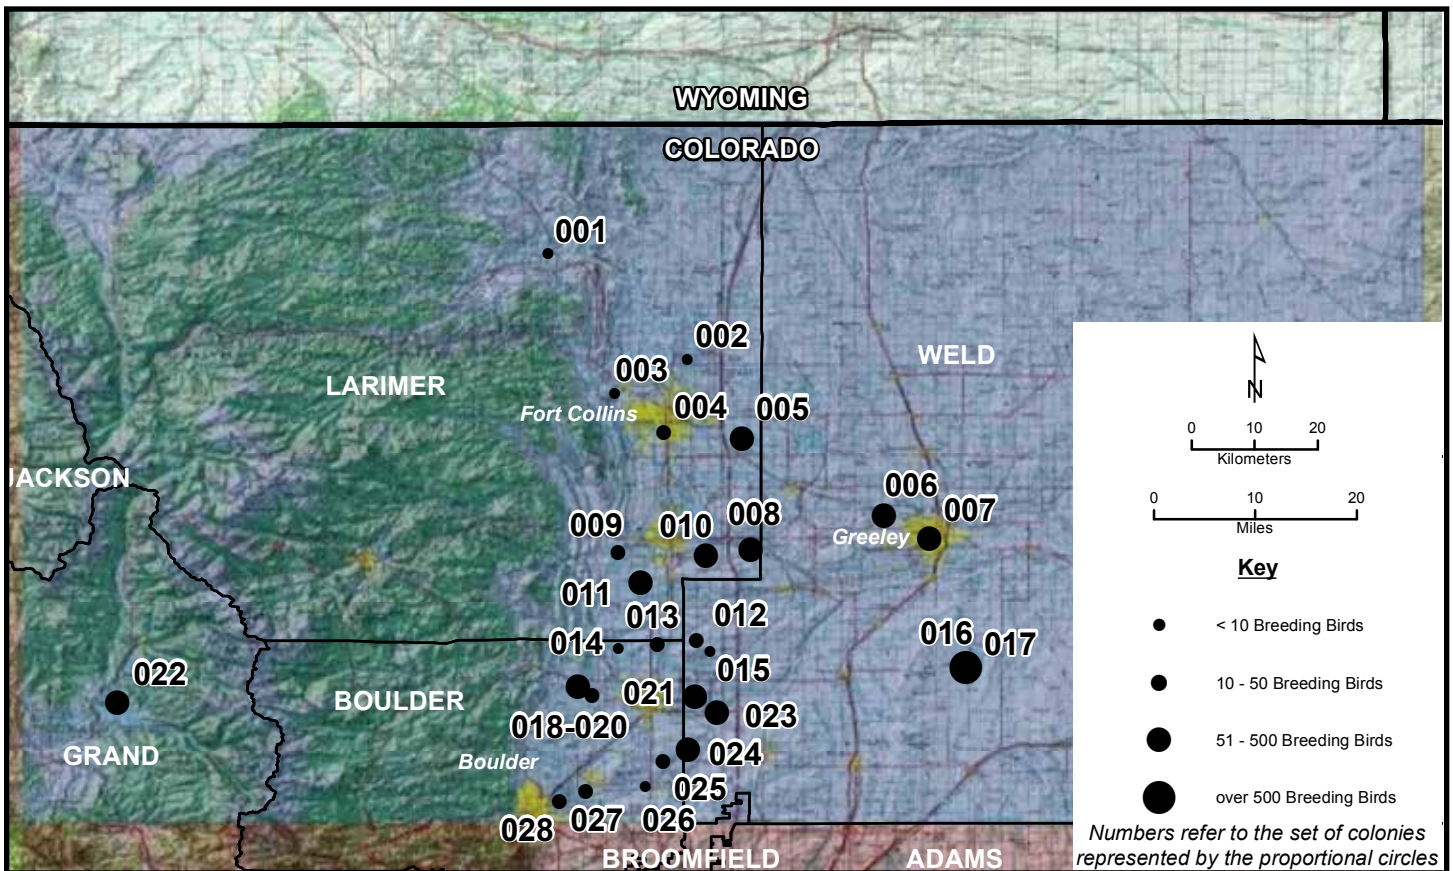 WYOMING
COLORADO
001
002
WELD
003
LARIMER
004
005
Fort Collins
JACKSON
006
007
008
009
010
Greeley
011
013
012
016
017
014
015
022
021
BOULDER
023
018-020
GRAND
024
Boulder
025
026
027
028
BROOMFIELD
ADAMS
N
0 10 20
Kilometers
0 10 20
Miles
Key
< 10 Breeding Birds
10 - 50 Breeding Birds
51 - 500 Breeding Birds
over 500 Breeding Birds
Numbers refer to the set of colonies
represented by the proportional circles